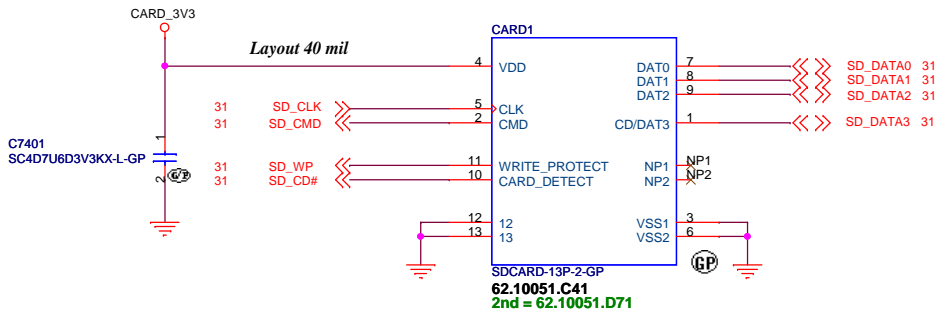 CARD_3V3
Layout 40 mil
CARD1
4 VDD DAT0 7 SD_DATA0 31
DAT1 8 SD_DATA1 31
DAT2 9 SD_DATA2 31
31 SD_CLK 5 CLK
31 SD_CMD 2 CMD CD/DAT3 1 SD_DATA3 31
C7401
SC4D7U6D3V3KX-L-GP
1
2
G/P
31 SD_WP 11 WRITE_PROTECT NP1 NP1
31 SD_CD# 10 CARD_DETECT NP2 NP2
12 12 VSS1 3
13 13 VSS2 6
GP
SDCARD-13P-2-GP
62.10051.C41
2nd = 62.10051.D71